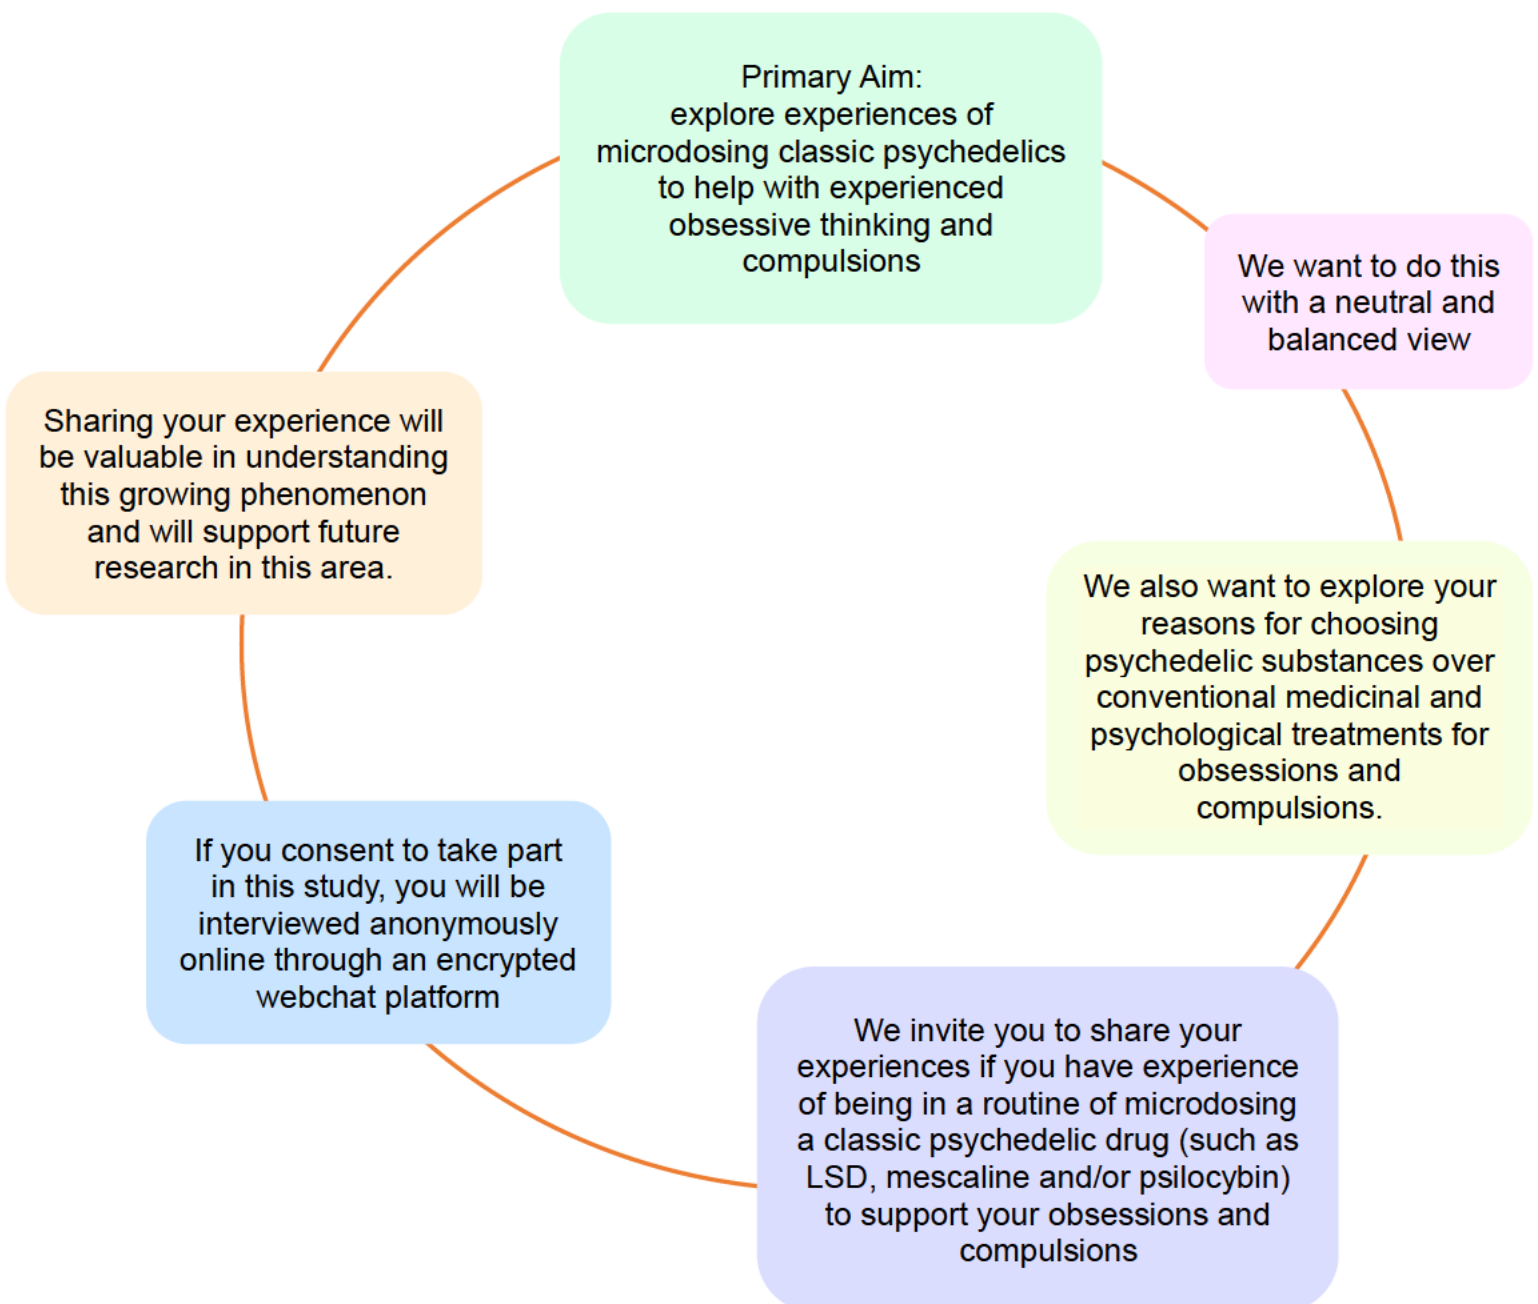 Primary Aim:
explore experiences of
microdosing classic psychedelics
to help with experienced
obsessive thinking and
compulsions
We want to do this
with a neutral and
balanced view
We also want to explore your
reasons for choosing
psychedelic substances over
conventional medicinal and
psychological treatments for
obsessions and
compulsions.
We invite you to share your
experiences if you have experience
of being in a routine of microdosing
a classic psychedelic drug (such as
LSD, mescaline and/or psilocybin)
to support your obsessions and
compulsions
If you consent to take part
in this study, you will be
interviewed anonymously
online through an encrypted
webchat platform
Sharing your experience will
be valuable in understanding
this growing phenomenon
and will support future
research in this area.